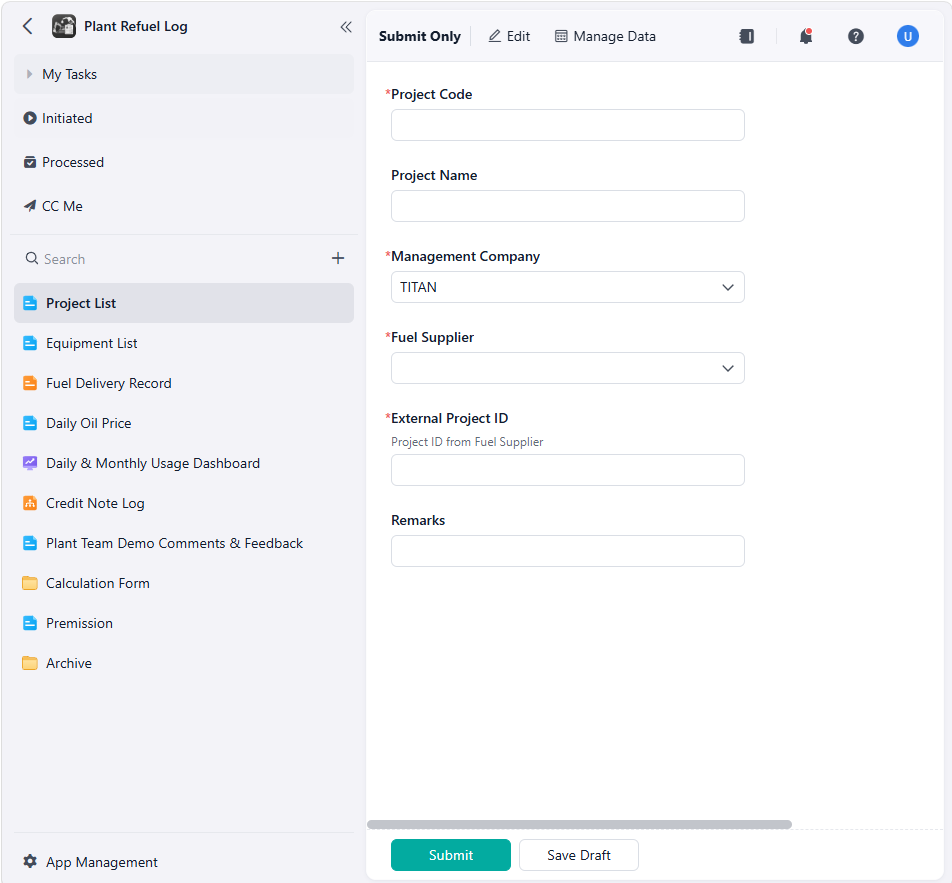 Plant Refuel Log
My Tasks
Initiated
Processed
CC Me
Search
Project List
Equipment List
Fuel Delivery Record
Daily Oil Price
Daily & Monthly Usage Dashboard
Credit Note Log
Plant Team Demo Comments & Feedback
Calculation Form
Premission
Archive
App Management
Submit Only Edit Manage Data ? U
*Project Code
Project Name
*Management Company
TITAN
*Fuel Supplier
*External Project ID
Project ID from Fuel Supplier
Remarks
Submit Save Draft